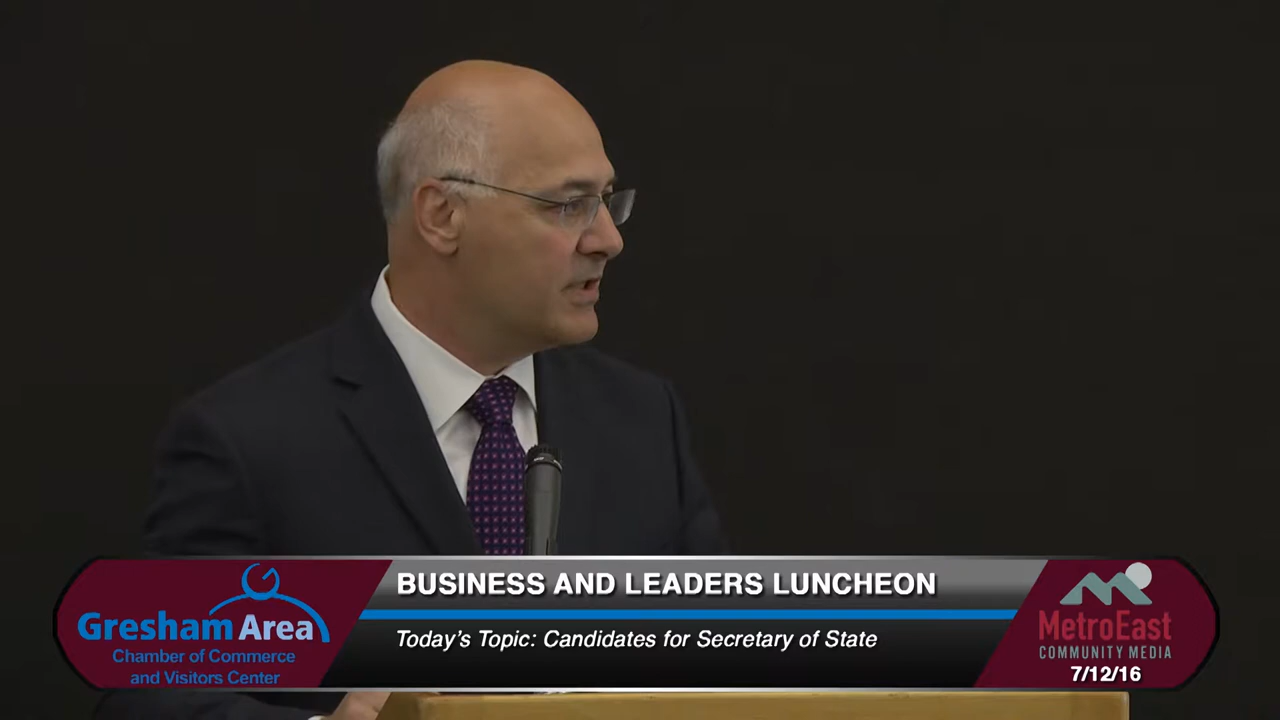 BUSINESS AND LEADERS LUNCHEON
Today's Topic: Candidates for Secretary of State
Gresham Area
Chamber of Commerce
and Visitors Center
MetroEast
COMMUNITY MEDIA
7/12/16